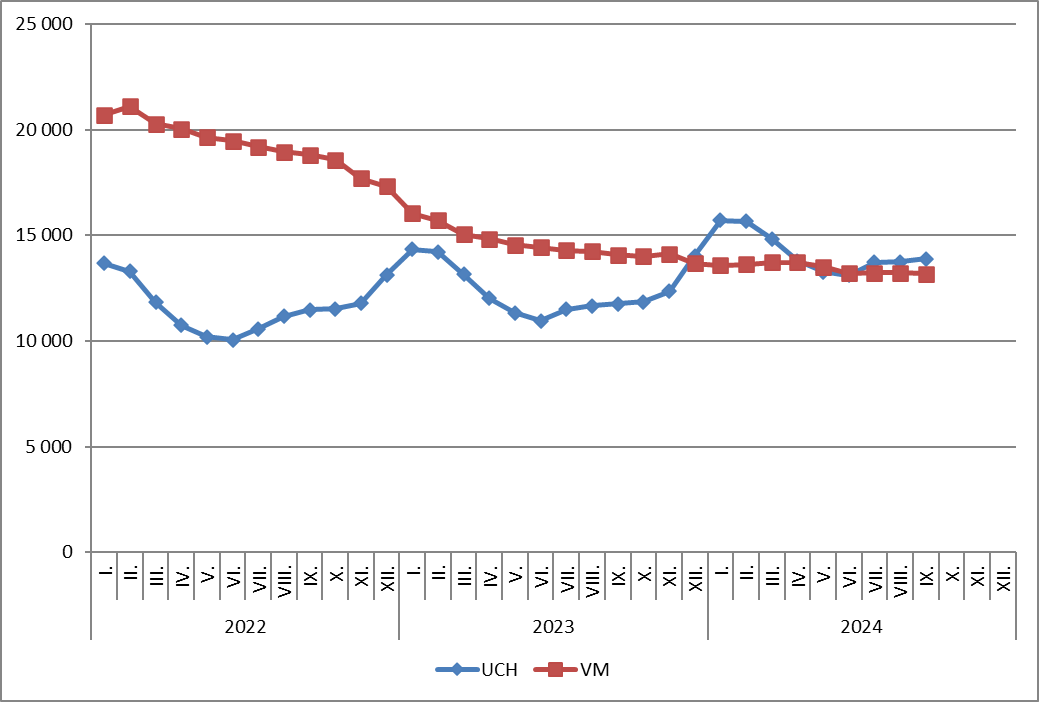 25 000
20 000
15 000
10 000
5 000
0
I. II. III. IV. V. VI. VII. VIII. IX. X. XI. XII. I. II. III. IV. V. VI. VII. VIII. IX. X. XI. XII. I. II. III. IV. V. VI. VII. VIII. IX. X. XI. XII.
2022 2023 2024
UCH VM